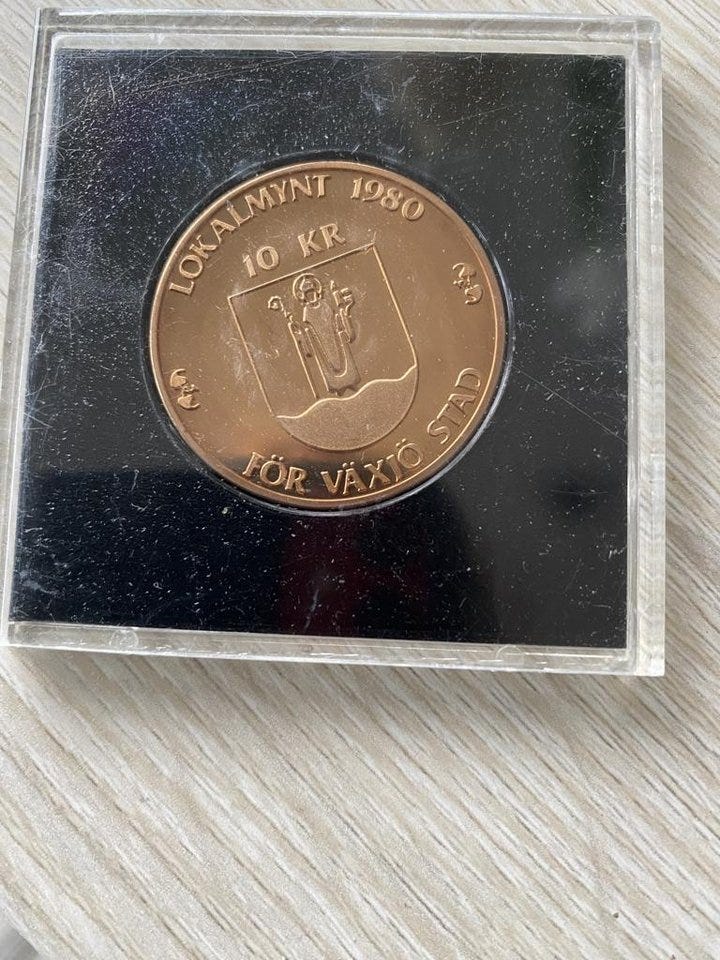 LOKALMYNT 1980
10 KR
FÖR VÄXJÖ STAD